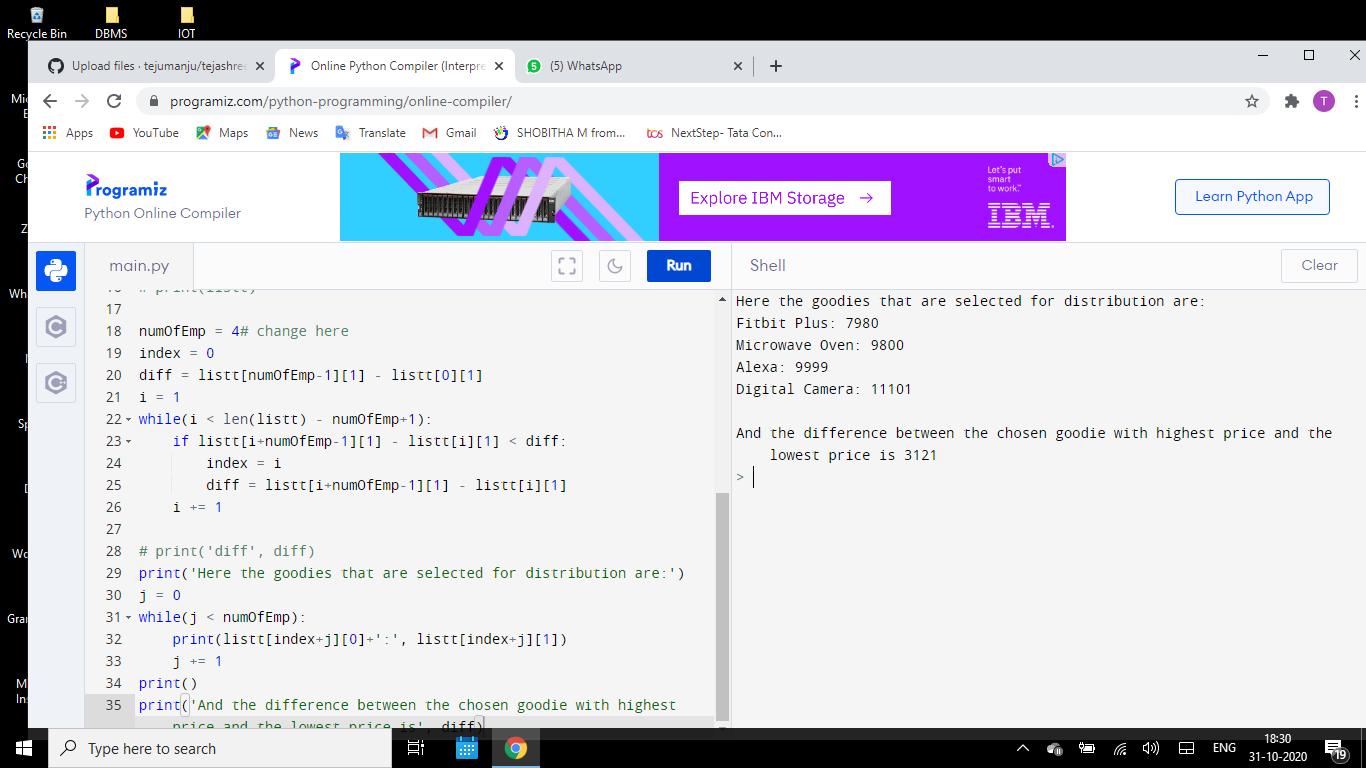 Recycle Bin
DBMS
IOT
Upload files · tejumanju/tejashree
Online Python Compiler (Interpre
(5) WhatsApp
programiz.com/python-programming/online-compiler/
T
Apps
YouTube
Maps
News
Translate
Gmail
SHOBITHA M from...
tcs
NextStep- Tata Con...
Programiz
Python Online Compiler
Explore IBM Storage →
Let's put
smart
to work.™
IBM.
Learn Python App
main.py
Run
Shell
Clear
16 # print(listt)
17
18 numOfEmp = 4# change here
19 index = 0
20 diff = listt[numOfEmp-1][1] - listt[0][1]
21 i = 1
22 while(i < len(listt) - numOfEmp+1):
23     if listt[i+numOfEmp-1][1] - listt[i][1] < diff:
24         index = i
25         diff = listt[i+numOfEmp-1][1] - listt[i][1]
26     i += 1
27
28 # print('diff', diff)
29 print('Here the goodies that are selected for distribution are:')
30 j = 0
31 while(j < numOfEmp):
32     print(listt[index+j][0]+':', listt[index+j][1])
33     j += 1
34 print()
35 print('And the difference between the chosen goodie with highest
price and the lowest price is', diff)
Here the goodies that are selected for distribution are:
Fitbit Plus: 7980
Microwave Oven: 9800
Alexa: 9999
Digital Camera: 11101
And the difference between the chosen goodie with highest price and the
lowest price is 3121
>
Type here to search
ENG
18:30
31-10-2020
19